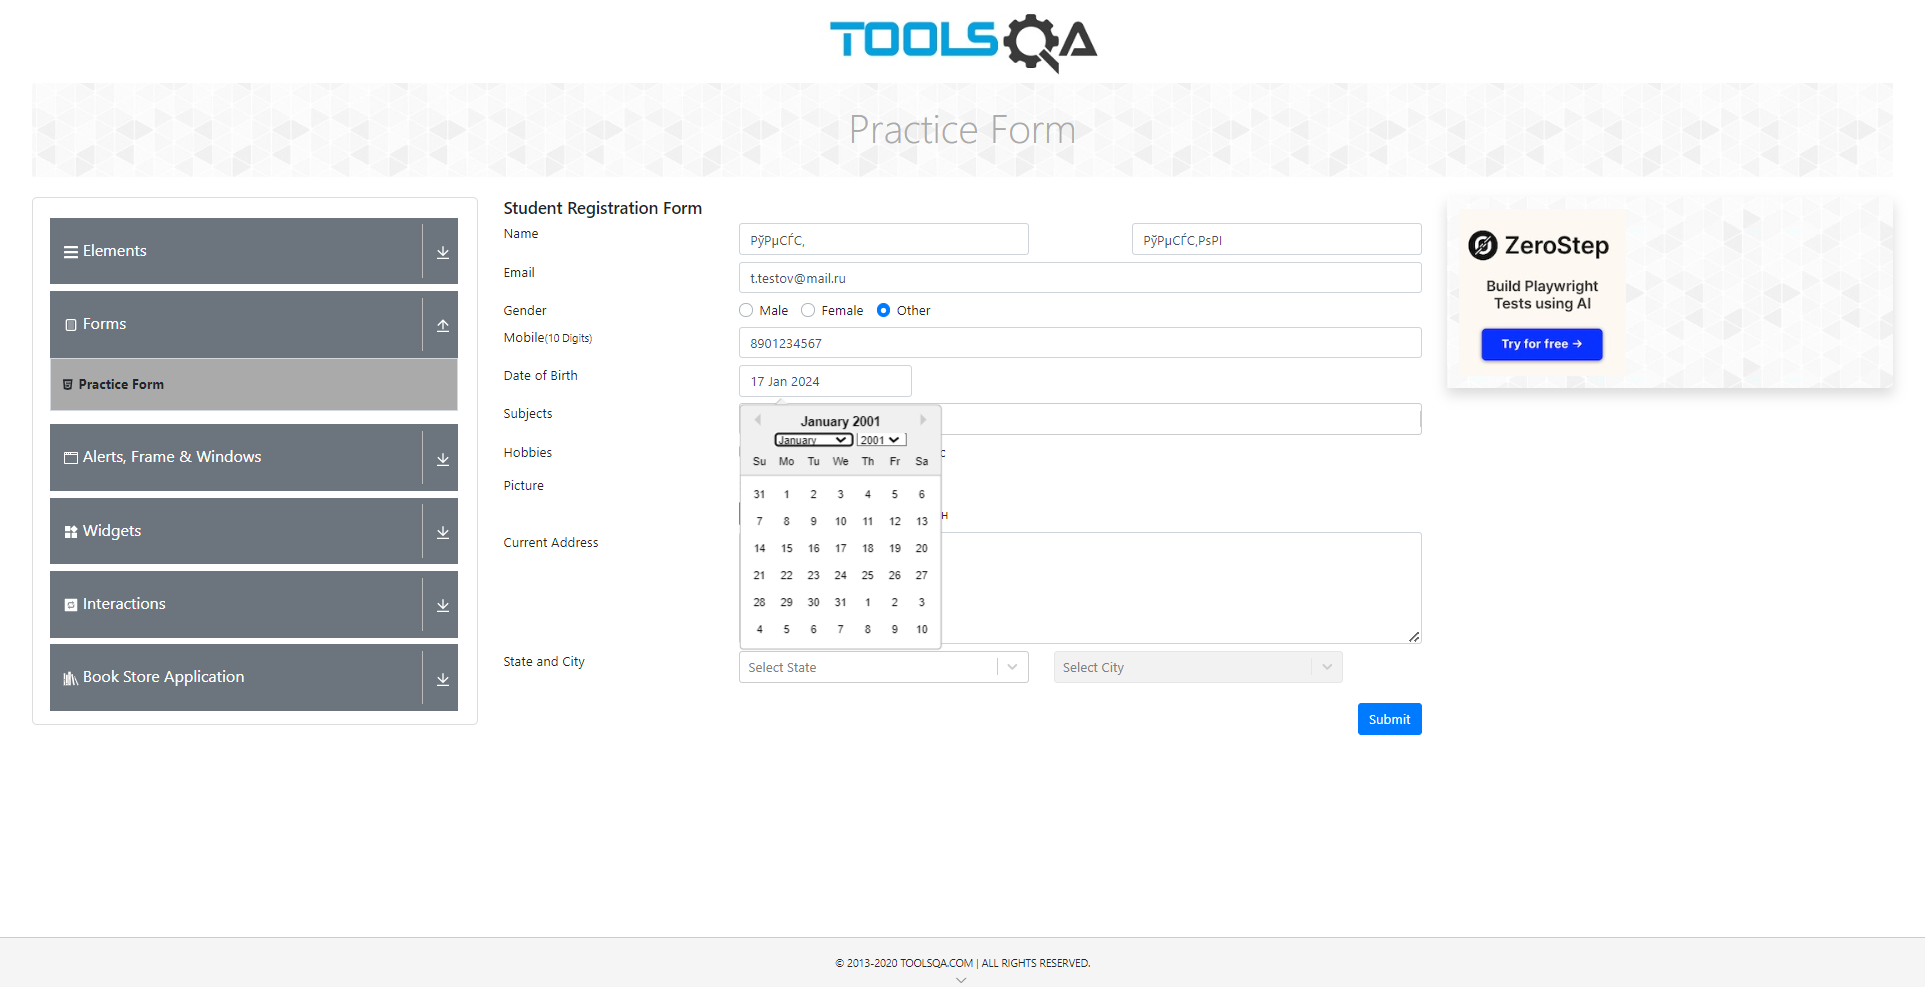 TOOLSQA
Practice Form
Elements
Forms
Practice Form
Alerts, Frame & Windows
Widgets
Interactions
Book Store Application
Student Registration Form
Name
РўРµСЃС‚
РўРµСЃС‚РѕРІ
Email
t.testov@mail.ru
Gender
Male Female Other
Mobile(10 Digits)
8901234567
Date of Birth
17 Jan 2024
January 2001
January 2001
Su Mo Tu We Th Fr Sa
31 1 2 3 4 5 6
7 8 9 10 11 12 13
14 15 16 17 18 19 20
21 22 23 24 25 26 27
28 29 30 31 1 2 3
4 5 6 7 8 9 10
Subjects
Hobbies
Picture
Current Address
State and City
Select State
Select City
Submit
ZeroStep
Build Playwright
Tests using AI
Try for free →
© 2013-2020 TOOLSQA.COM | ALL RIGHTS RESERVED.